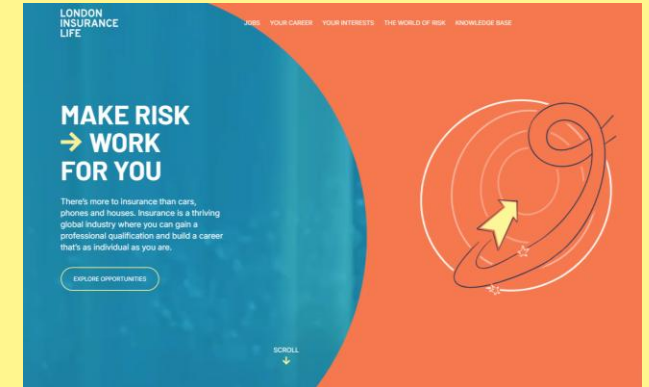 LONDON
INSURANCE
LIFE
JOBS YOUR CAREER YOUR INTERESTS THE WORLD OF RISK KNOWLEDGE BASE
MAKE RISK
→ WORK
FOR YOU
There's more to insurance than cars,
phones and houses. Insurance is a thriving
global industry where you can gain a
professional qualification and build a career
that's as individual as you are.
EXPLORE OPPORTUNITIES
SCROLL